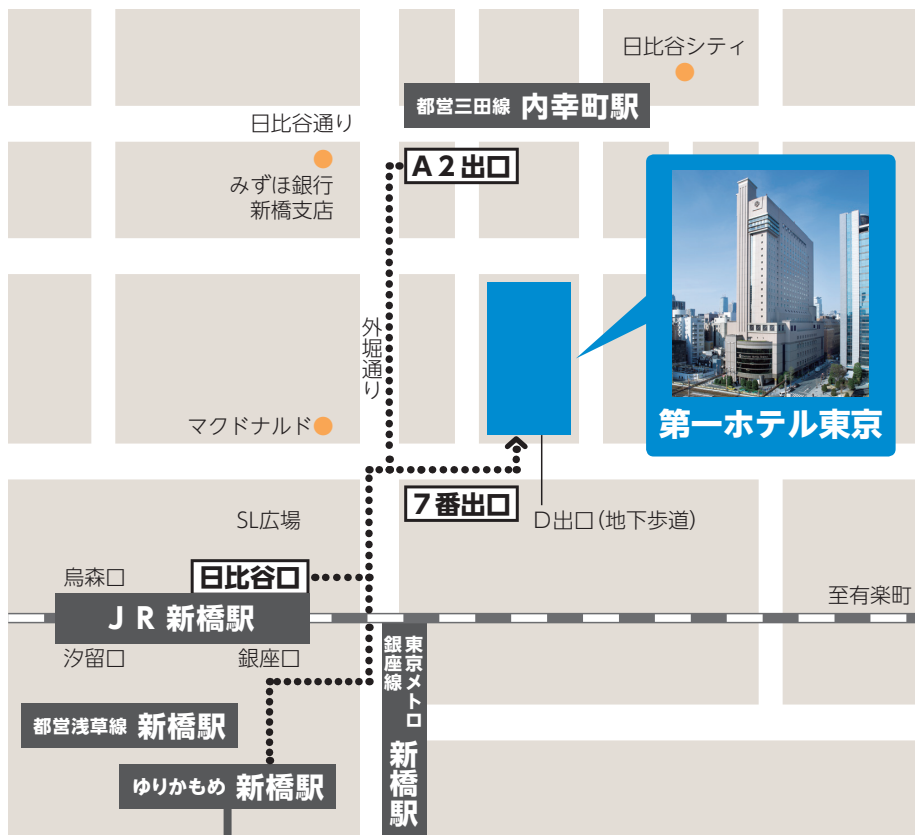 日比谷シティ
都営三田線 内幸町駅
日比谷通り
A2出口
みずほ銀行
新橋支店
外堀通り
マクドナルド
第一ホテル東京
7番出口
D出口(地下歩道)
SL広場
烏森口
日比谷口
至有楽町
JR新橋駅
汐留口
銀座口
東京メトロ
銀座線
新橋駅
都営浅草線 新橋駅
ゆりかもめ 新橋駅